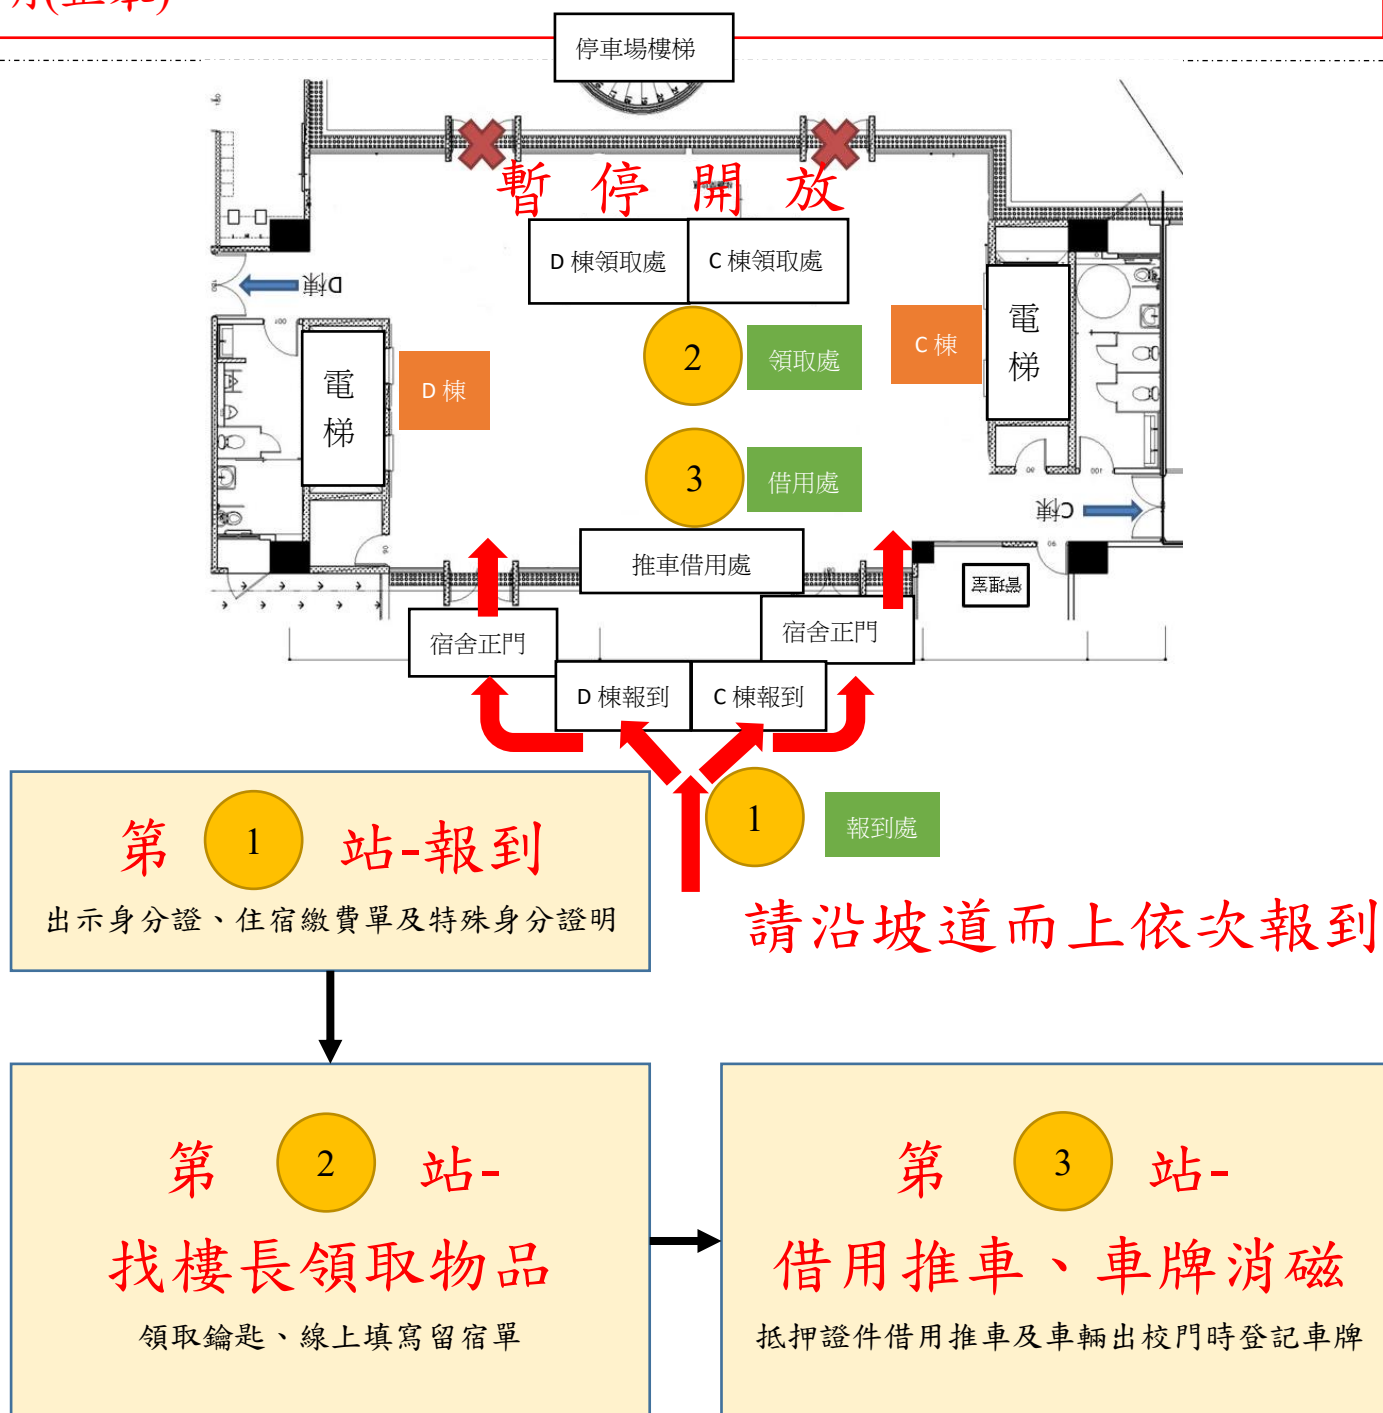 停車場樓梯
暫停開放
D 棟領取處
C 棟領取處
D棟
2
領取處
C 棟
電梯
D 棟
電梯
3
借用處
C棟
推車借用處
管理室
宿舍正門
宿舍正門
D 棟報到
C 棟報到
1
報到處
第 1 站-報到
出示身分證、住宿繳費單及特殊身分證明
請沿坡道而上依次報到
第 2 站-
找樓長領取物品
領取鑰匙、線上填寫留宿單
第 3 站-
借用推車、車牌消磁
抵押證件借用推車及車輛出校門時登記車牌